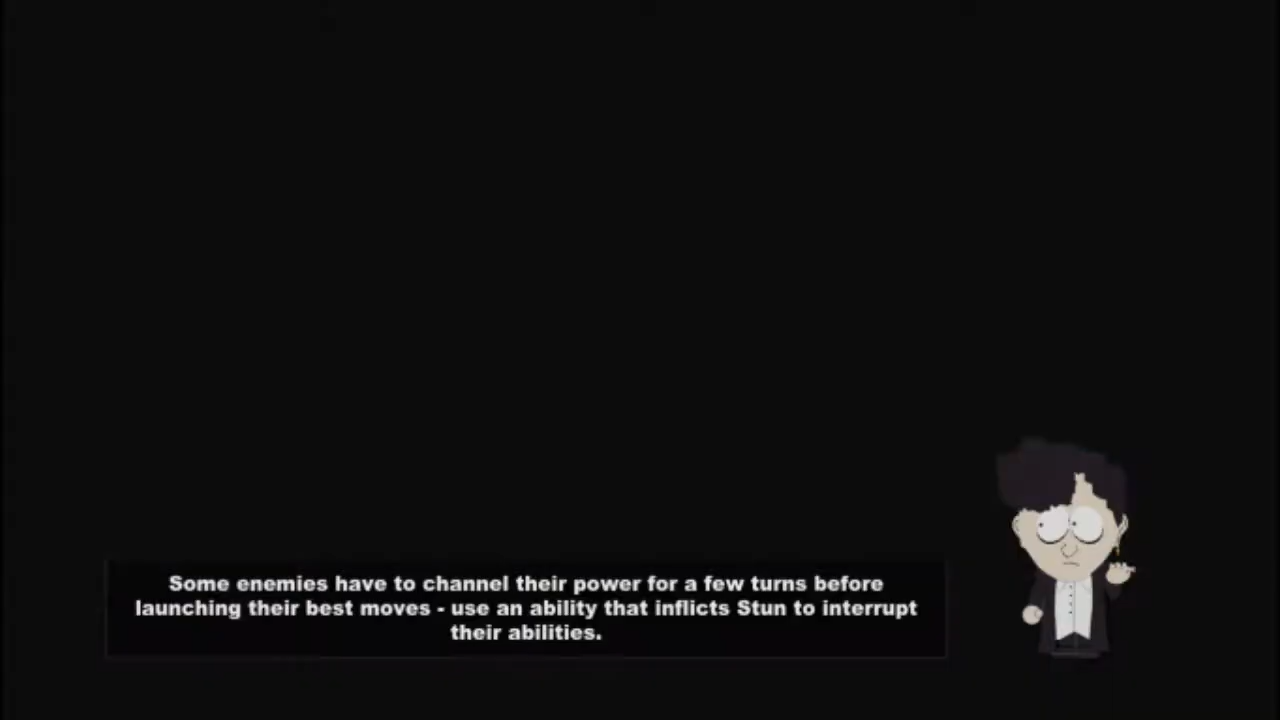 Some enemies have to channel their power for a few turns before
launching their best moves - use an ability that inflicts Stun to interrupt
their abilities.